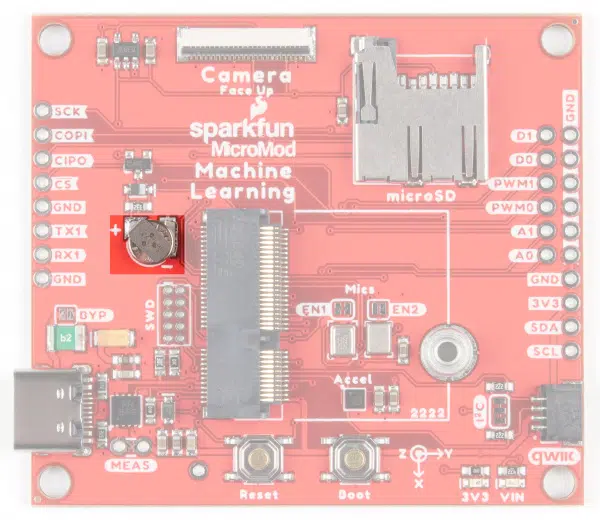 Camera
Face Up
sparkfun
MicroMod
Machine
Learning
microSD
SCK
COPI
CIPO
CS
GND
TX1
RX1
GND
+
−
GND
D1
D0
PWM1
PWM0
A1
A0
GND
3V3
SDA
SCL
BYP
b2
SWD
Mics
EN1
EN2
Accel
2222
I²C
MEAS
Reset
Boot
Z
Y
X
3V3
VIN
qwiic